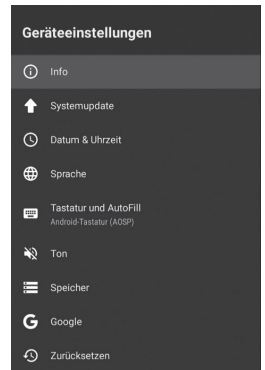 Geräteeinstellungen
Info
Systemupdate
Datum & Uhrzeit
Sprache
Tastatur und AutoFill
Android-Tastatur (AOSP)
Ton
Speicher
Google
Zurücksetzen